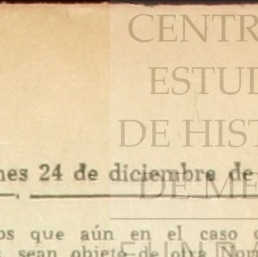 CENTR
ESTUD
DE HIST
DE ME
nes 24 de diciembre de
os que aún en el caso
sean objeto de otra